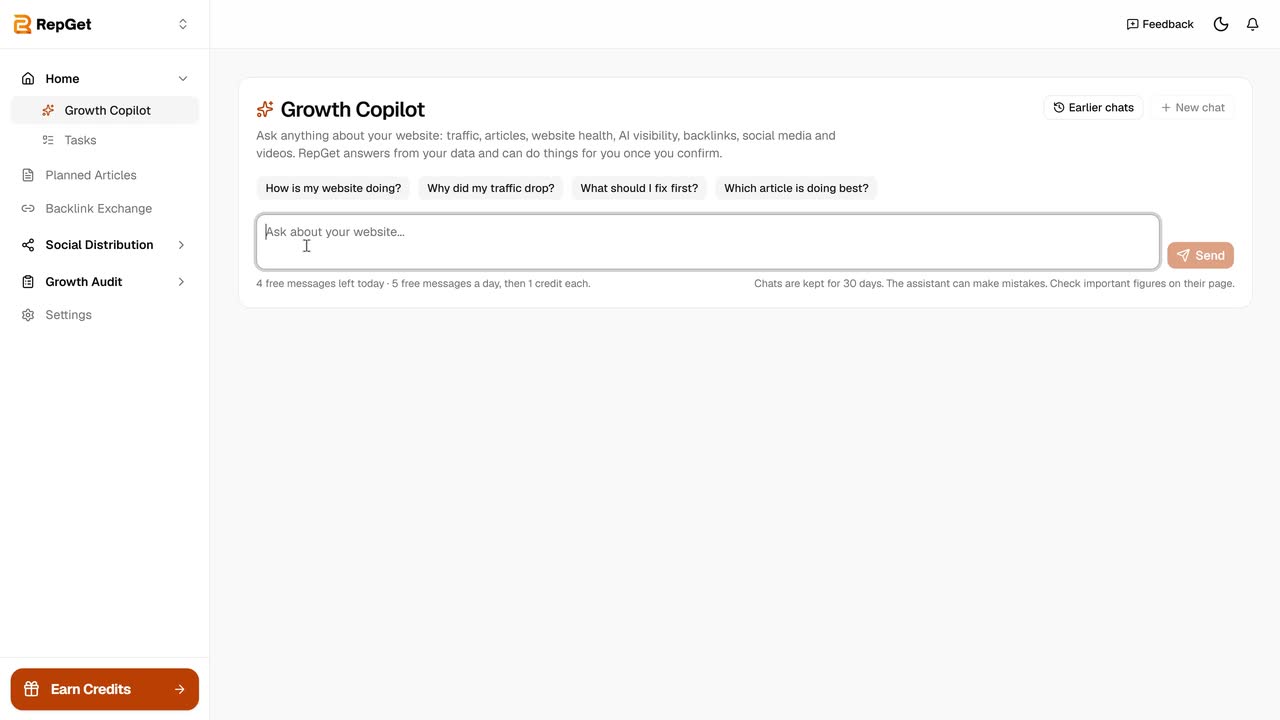 RepGet
Feedback
Home
Growth Copilot
Tasks
Planned Articles
Backlink Exchange
Social Distribution
Growth Audit
Settings
Earn Credits
Growth Copilot
Earlier chats
New chat
Ask anything about your website: traffic, articles, website health, AI visibility, backlinks, social media and
videos. RepGet answers from your data and can do things for you once you confirm.
How is my website doing?
Why did my traffic drop?
What should I fix first?
Which article is doing best?
Ask about your website...
Send
4 free messages left today · 5 free messages a day, then 1 credit each.
Chats are kept for 30 days. The assistant can make mistakes. Check important figures on their page.